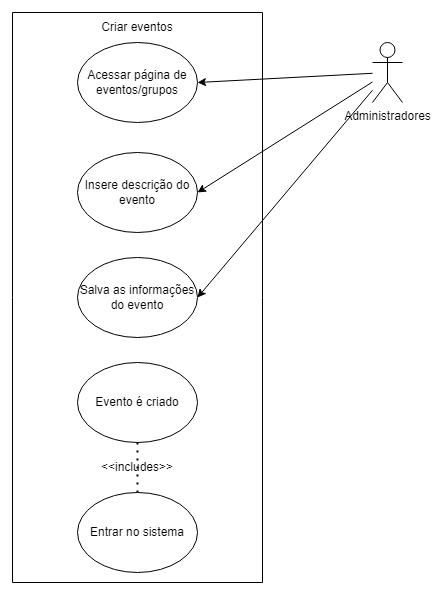 Criar eventos
Acessar página de
eventos/grupos
Administradores
Insere descrição do
evento
Salva as informações
do evento
Evento é criado
<<includes>>
Entrar no sistema